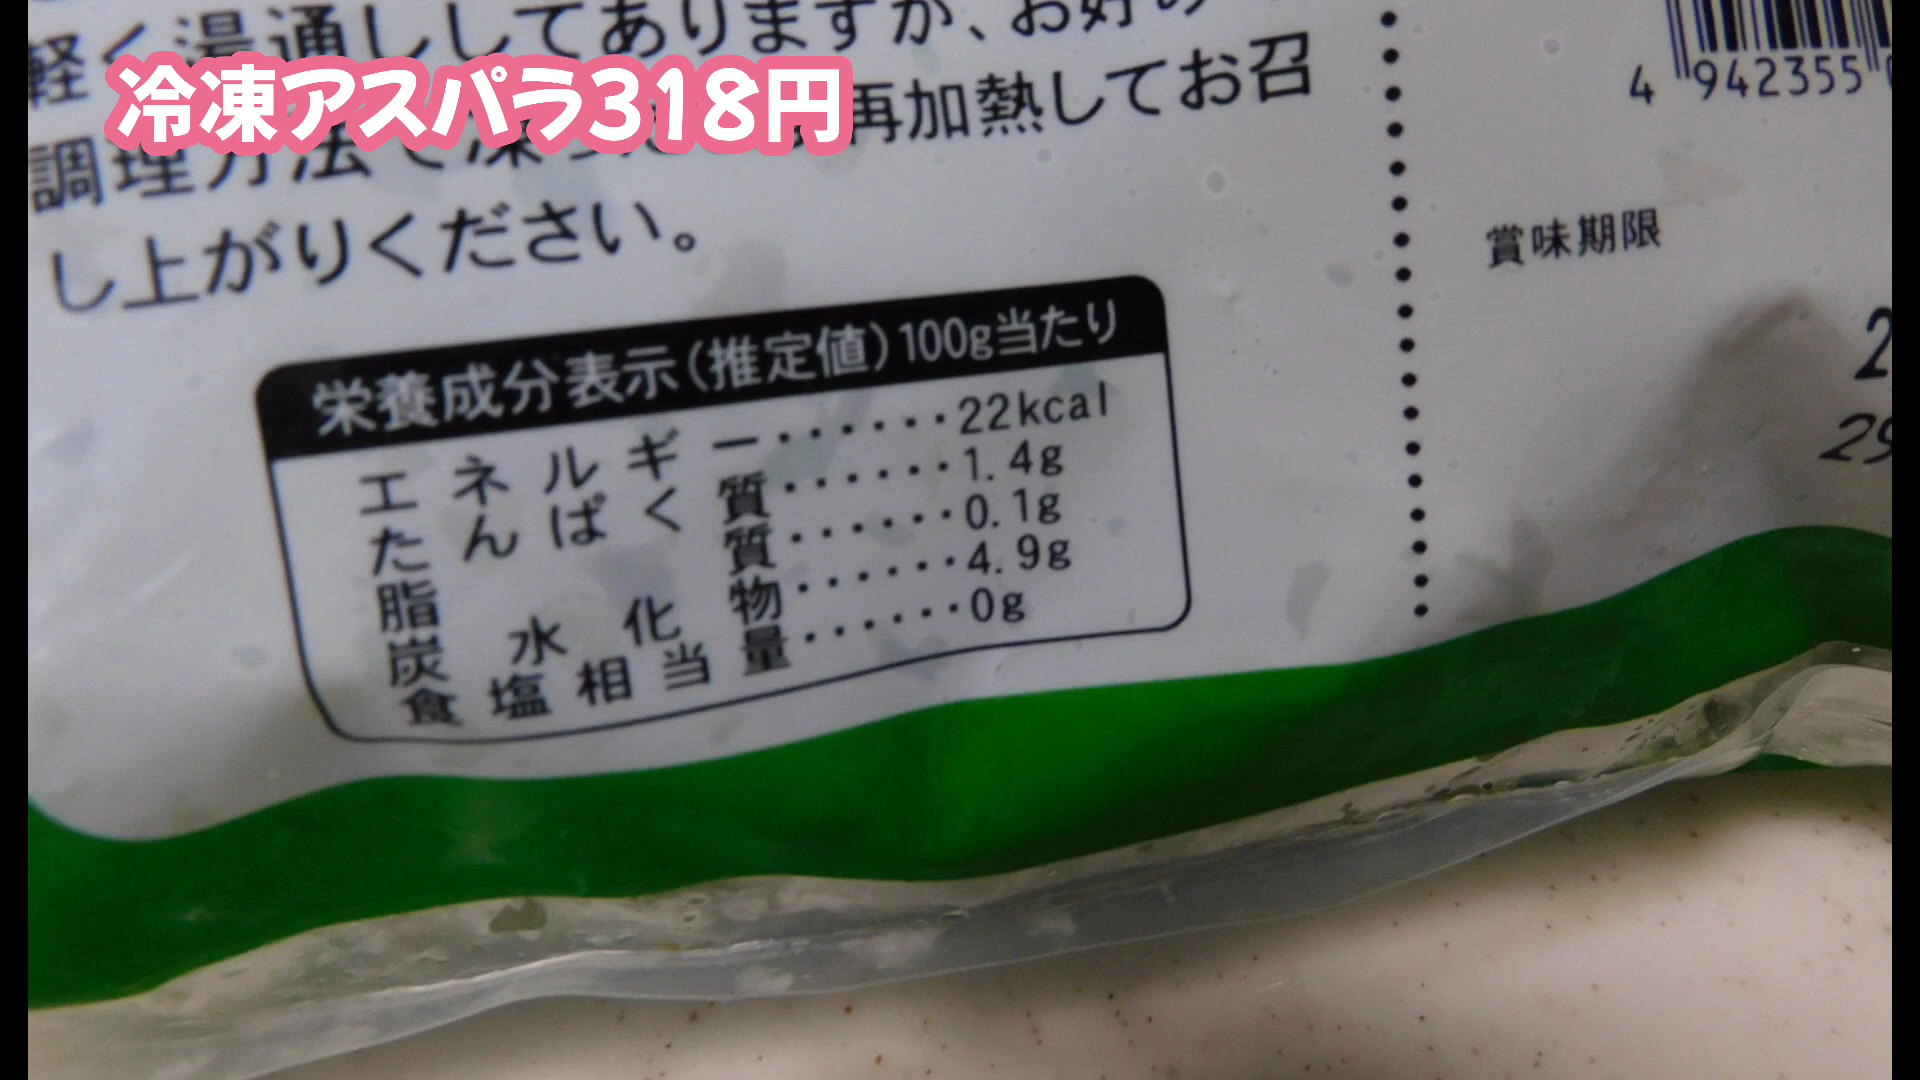 軽く湯通ししてありますが、お好み
冷凍アスパラ318円
調理方法で凍った 再加熱してお召
し上がりください。
栄養成分表示(推定値)100g当たり
エネルギー・・・・・・22kcal
たんぱく質・・・・・・1.4g
脂質・・・・・・0.1g
炭水化物・・・・・・4.9g
食塩相当量・・・・・・0g
4 942355
賞味期限